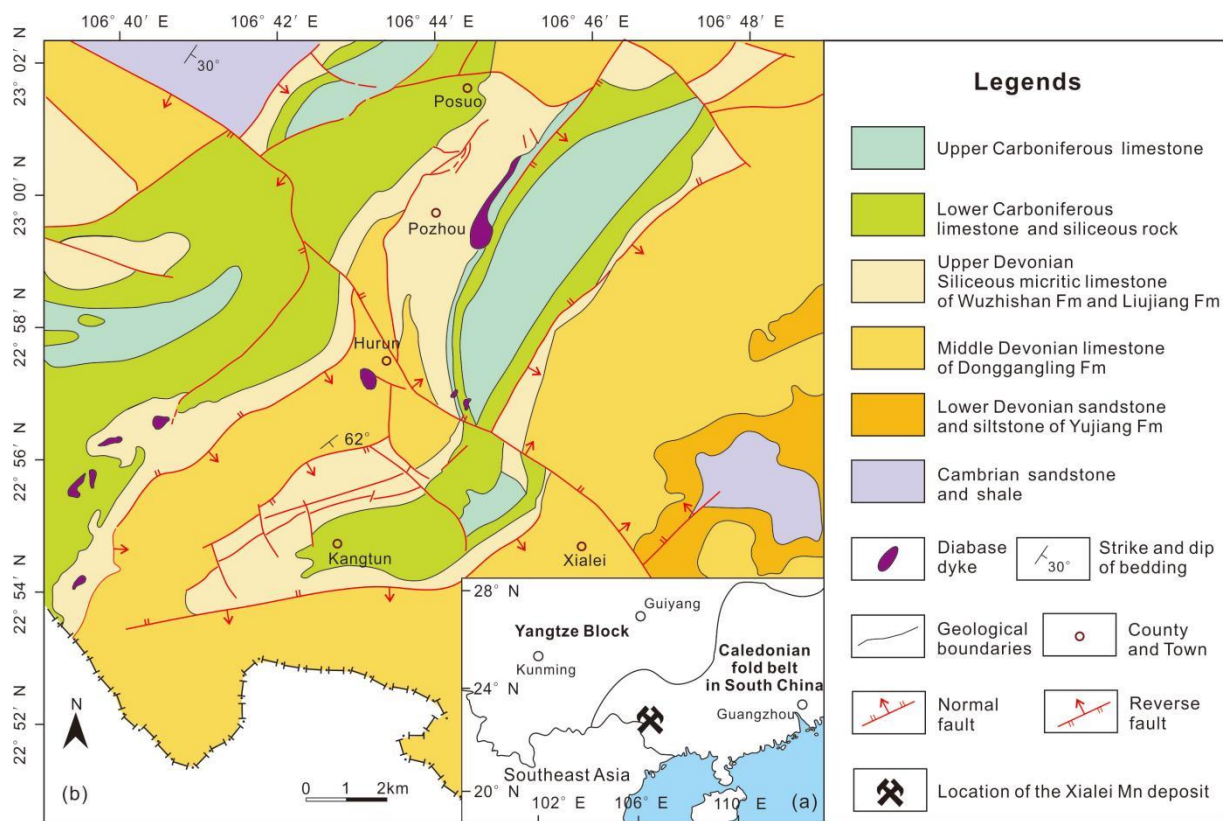 106° 40′ E
106° 42′ E
106° 44′ E
106° 46′ E
106° 48′ E
23° 02′ N
23° 00′ N
22° 58′ N
22° 56′ N
22° 54′ N
22° 52′ N
30°
Posuo
Pozhou
Hurun
62°
Kangtun
Xialei
N
0 1 2km
(b)
28° N
24° N
20° N
Guiyang
Yangtze Block
Kunming
Caledonian
fold belt
in South China
Guangzhou
Southeast Asia
102° E
106° E
110° E
(a)
Legends
Upper Carboniferous limestone
Lower Carboniferous
limestone and siliceous rock
Upper Devonian
Siliceous micritic limestone
of Wuzhishan Fm and Liujiang Fm
Middle Devonian limestone
of Donggangling Fm
Lower Devonian sandstone
and siltstone of Yujiang Fm
Cambrian sandstone
and shale
Diabase
dyke
30°
Strike and dip
of bedding
Geological
boundaries
County
and Town
Normal
fault
Reverse
fault
Location of the Xialei Mn deposit